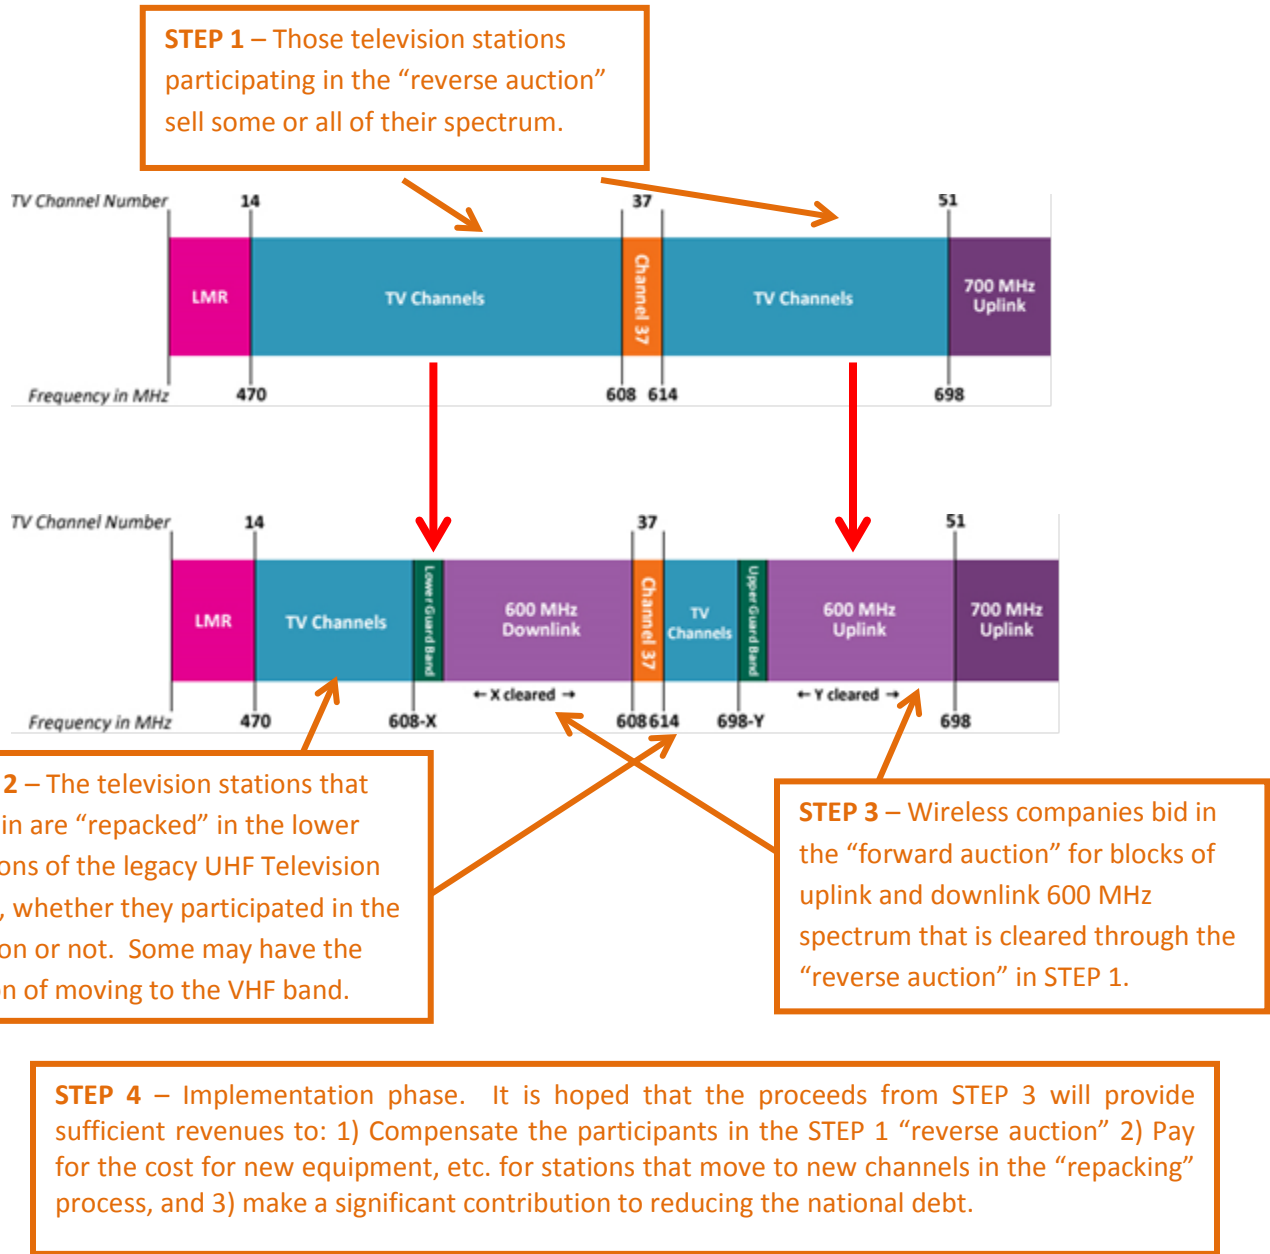 STEP 1 – Those television stations
participating in the “reverse auction”
sell some or all of their spectrum.
TV Channel Number 14 37 51
LMR TV Channels Channel 37 TV Channels 700 MHz
Uplink
Frequency in MHz 470 608 614 698
TV Channel Number 14 37 51
LMR TV Channels Lower Guard Band 600 MHz
Downlink Channel 37 TV
Channels Upper Guard Band 600 MHz
Uplink 700 MHz
Uplink
← X cleared → ← Y cleared →
Frequency in MHz 470 608-X 608 614 698-Y 698
2 – The television stations that
in are “repacked” in the lower
ons of the legacy UHF Television
, whether they participated in the
on or not. Some may have the
n of moving to the VHF band.
STEP 3 – Wireless companies bid in
the “forward auction” for blocks of
uplink and downlink 600 MHz
spectrum that is cleared through the
“reverse auction” in STEP 1.
STEP 4 – Implementation phase. It is hoped that the proceeds from STEP 3 will provide
sufficient revenues to: 1) Compensate the participants in the STEP 1 “reverse auction” 2) Pay
for the cost for new equipment, etc. for stations that move to new channels in the “repacking”
process, and 3) make a significant contribution to reducing the national debt.